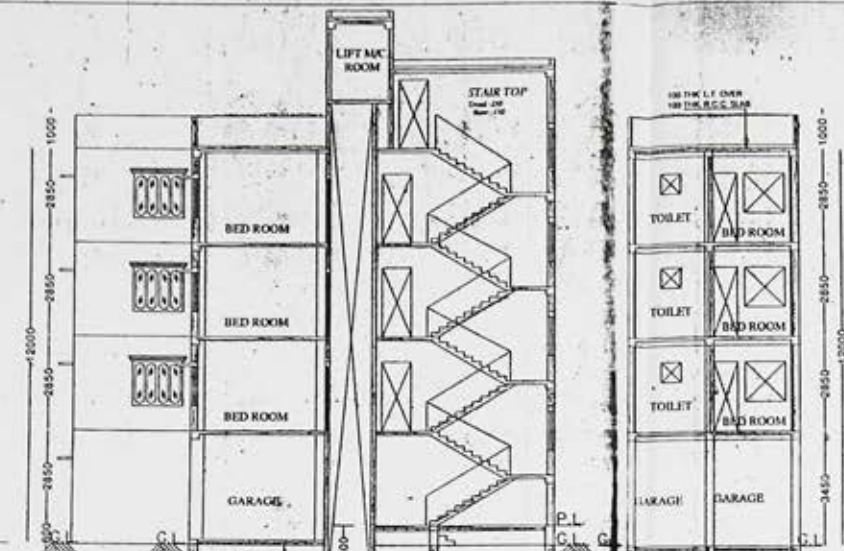 LIFT M/C
ROOM
STAIR TOP
100 THK L.T. OVER
100 THK R.C.C. SLAB
1000
2850
2850
2850
2850
12000
BED ROOM
BED ROOM
BED ROOM
GARAGE
G.L
G.L
P.L
G.L
TOILET
BED ROOM
TOILET
BED ROOM
TOILET
BED ROOM
GARAGE
GARAGE
G.L
1000
2850
2850
2850
3450
12000